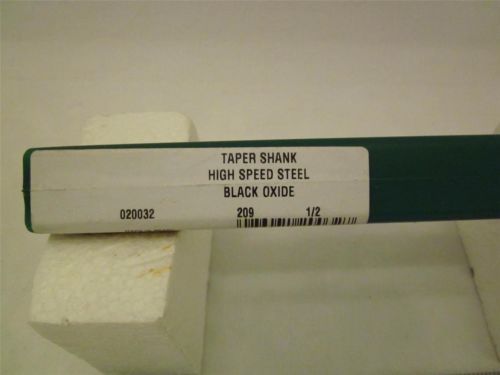 TAPER SHANK
HIGH SPEED STEEL
BLACK OXIDE
020032 209 1/2